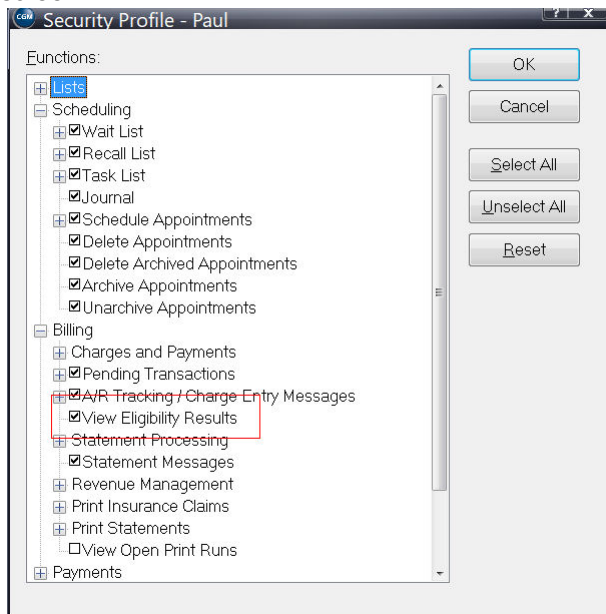 CGM Security Profile - Paul ? X
Functions:
Lists
Scheduling
Wait List
Recall List
Task List
Journal
Schedule Appointments
Delete Appointments
Delete Archived Appointments
Archive Appointments
Unarchive Appointments
Billing
Charges and Payments
Pending Transactions
A/R Tracking / Charge Entry Messages
View Eligibility Results
Statement Processing
Statement Messages
Revenue Management
Print Insurance Claims
Print Statements
View Open Print Runs
Payments
OK
Cancel
Select All
Unselect All
Reset